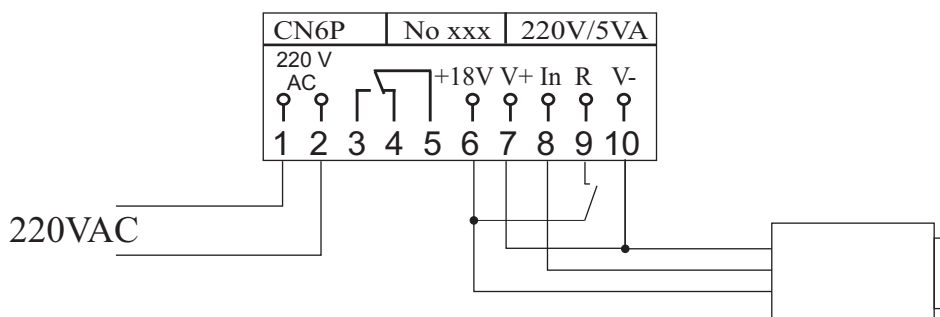 CN6P No xxx 220V/5VA
220 V
AC
+18V V+ In R V-
1 2 3 4 5 6 7 8 9 10
220VAC